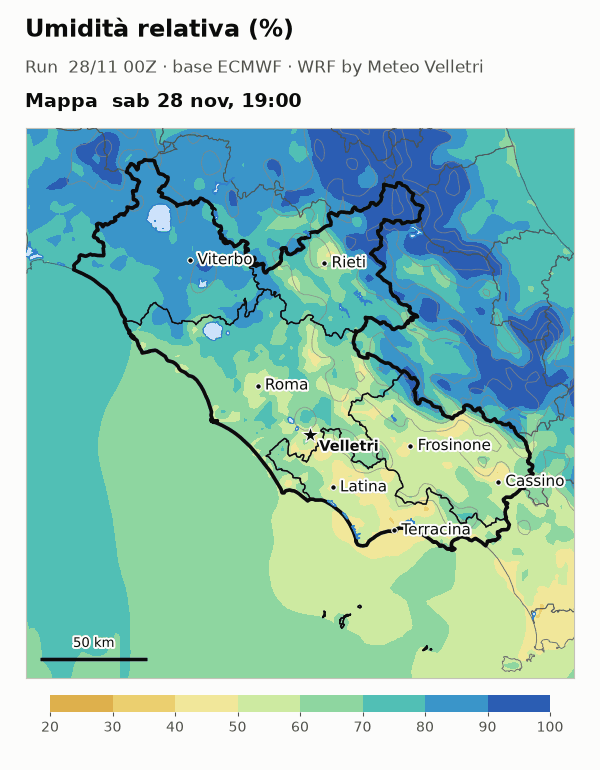 Umidità relativa (%)
Run  28/11 00Z · base ECMWF · WRF by Meteo Velletri
Mappa  sab 28 nov, 19:00
Viterbo
Rieti
Roma
Velletri
Frosinone
Cassino
Latina
Terracina
50 km
20 30 40 50 60 70 80 90 100